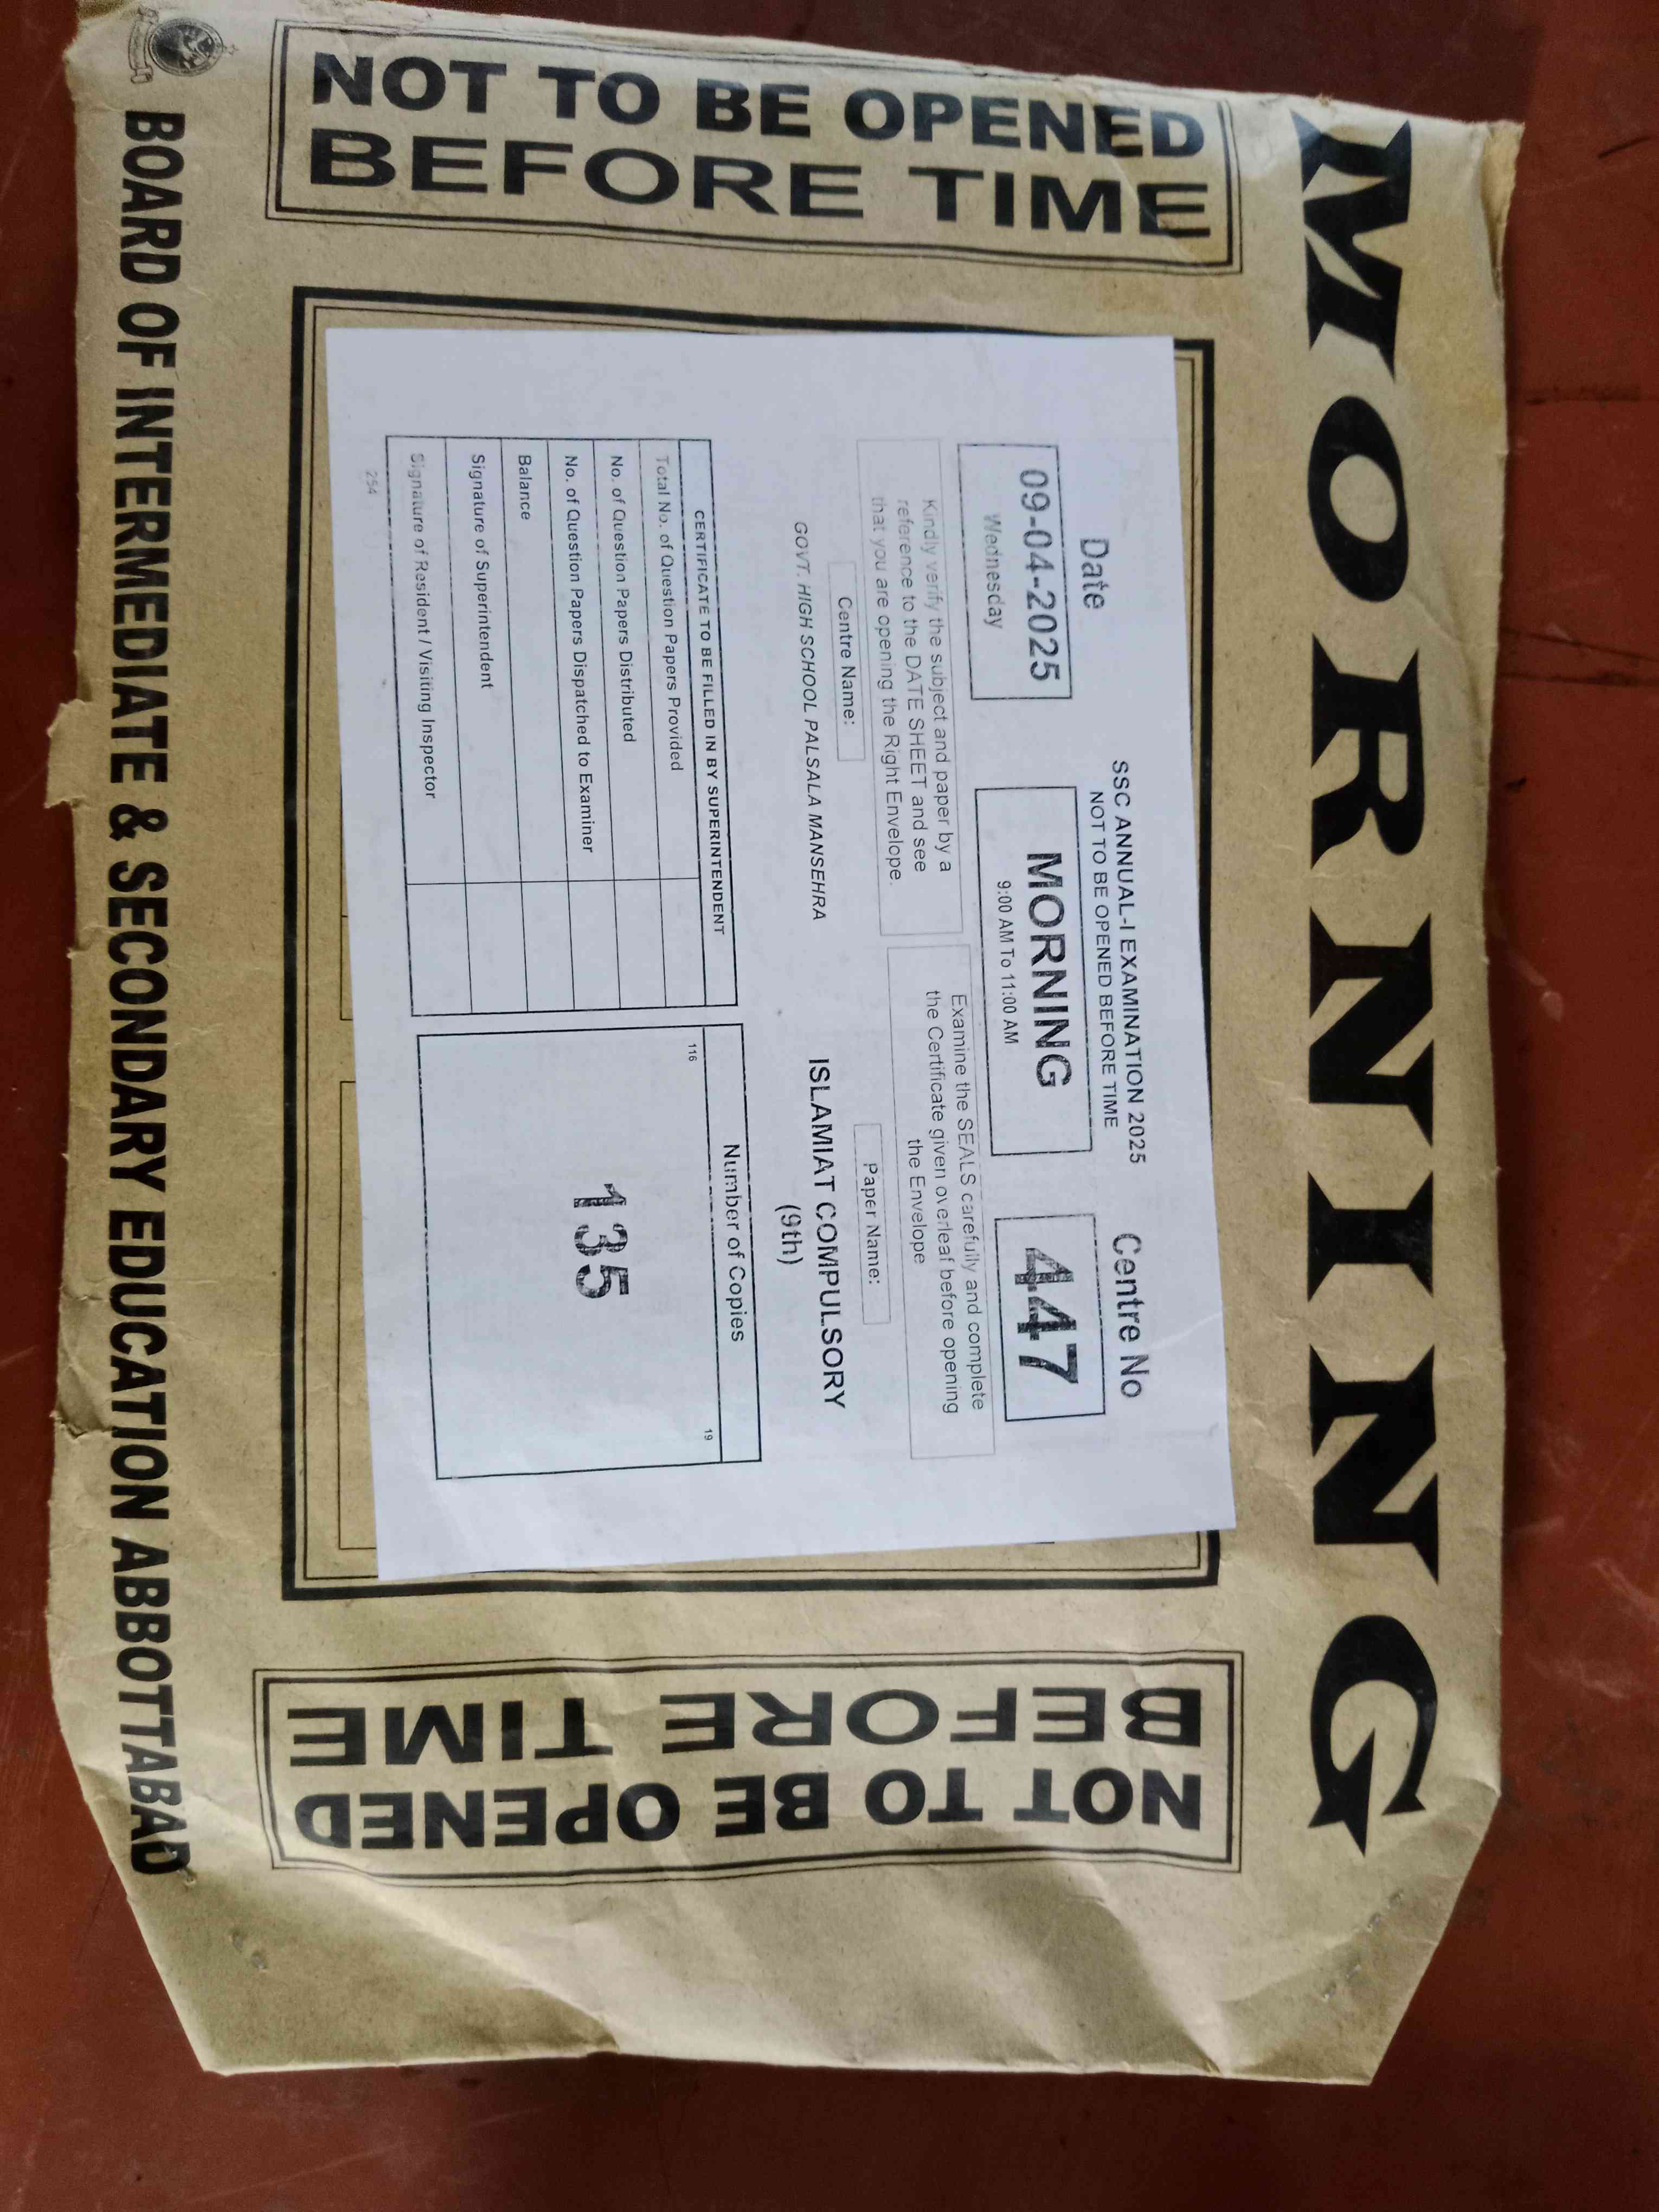 MORNING
NOT TO BE OPENED
BEFORE TIME
SSC ANNUAL-I EXAMINATION 2025
NOT TO BE OPENED BEFORE TIME
Date
09-04-2025
Wednesday
MORNING
9:00 AM To 11:00 AM
Centre No
447
Kindly verify the subject and paper by a
reference to the DATE SHEET and see
that you are opening the Right Envelope.
Examine the SEALS carefully and complete
the Certificate given overleaf before opening
the Envelope
Centre Name:
GOVT. HIGH SCHOOL PALSALA MANSEHRA
Paper Name:
ISLAMIAT COMPULSORY
(9th)
CERTIFICATE TO BE FILLED IN BY SUPERINTENDENT
Total No. of Question Papers Provided
No. of Question Papers Distributed
No. of Question Papers Dispatched to Examiner
Balance
Signature of Superintendent
Signature of Resident / Visiting Inspector
254
Number of Copies
116
19
135
NOT TO BE OPENED
BEFORE TIME
BOARD OF INTERMEDIATE & SECONDARY EDUCATION ABBOTTABAD